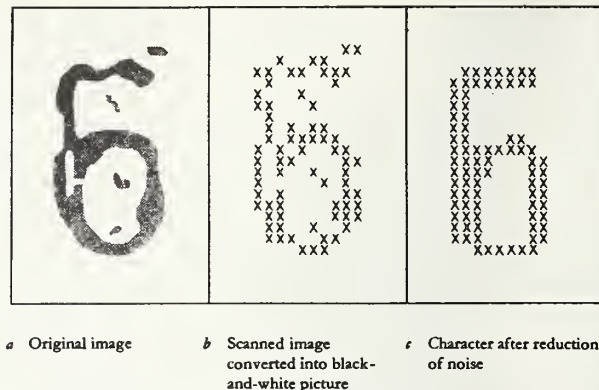 a Original image
b Scanned image
converted into black-
and-white picture
c Character after reduction
of noise